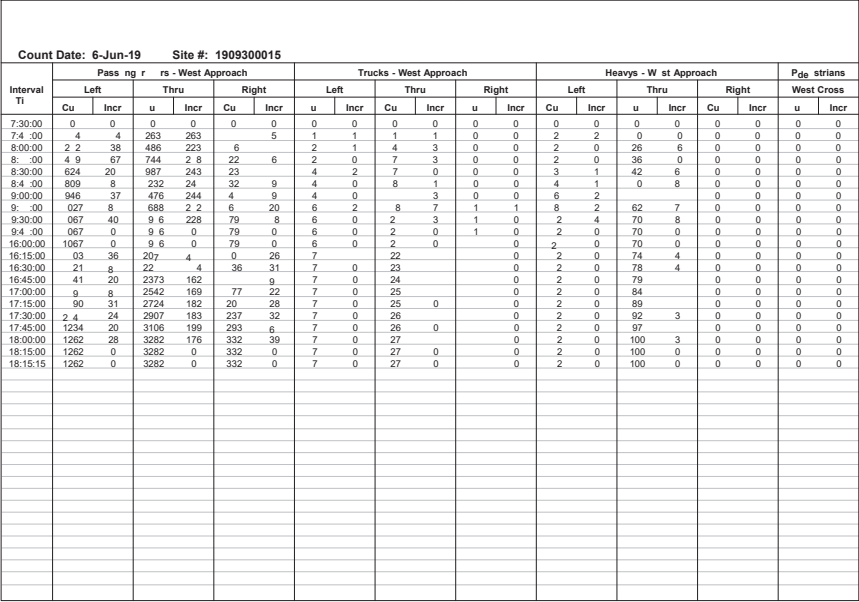 Count Date: 6-Jun-19 Site #: 1909300015
Pass ng r rs - West Approach Trucks - West Approach Heavys - W st Approach Pde strians
Interval Left Thru Right Left Thru Right Left Thru Right West Cross
Ti Cu Incr u Incr Cu Incr u Incr Cu Incr u Incr Cu Incr u Incr Cu Incr u Incr
7:30:00 0 0 0 0 0 0 0 0 0 0 0 0 0 0 0 0 0 0 0 0
7:4 :00 4 4 263 263 5 1 1 1 1 0 0 2 2 0 0 0 0 0 0
8:00:00 2 2 38 486 223 6 2 1 4 3 0 0 2 0 26 6 0 0 0 0
8: :00 4 9 67 744 2 8 22 6 2 0 7 3 0 0 2 0 36 0 0 0 0 0
8:30:00 624 20 987 243 23 4 2 7 0 0 0 3 1 42 6 0 0 0 0
8:4 :00 809 8 232 24 32 9 4 0 8 1 0 0 4 1 0 8 0 0 0 0
9:00:00 946 37 476 244 4 9 4 0 3 0 0 6 2 0 0 0 0
9: :00 027 8 688 2 2 6 20 6 2 8 7 1 1 8 2 62 7 0 0 0 0
9:30:00 067 40 9 6 228 79 8 6 0 2 3 1 0 2 4 70 8 0 0 0 0
9:4 :00 067 0 9 6 0 79 0 6 0 2 0 1 0 2 0 70 0 0 0 0 0
16:00:00 1067 0 9 6 0 79 0 6 0 2 0 0 2 0 70 0 0 0 0 0
16:15:00 03 36 207 4 0 26 7 22 0 2 0 74 4 0 0 0 0
16:30:00 21 8 22 4 36 31 7 0 23 0 2 0 78 4 0 0 0 0
16:45:00 41 20 2373 162 9 7 0 24 0 2 0 79 0 0 0 0
17:00:00 9 8 2542 169 77 22 7 0 25 0 2 0 84 0 0 0 0
17:15:00 90 31 2724 182 20 28 7 0 25 0 0 2 0 89 0 0 0 0
17:30:00 2 4 24 2907 183 237 32 7 0 26 0 2 0 92 3 0 0 0 0
17:45:00 1234 20 3106 199 293 6 7 0 26 0 0 2 0 97 0 0 0 0
18:00:00 1262 28 3282 176 332 39 7 0 27 0 2 0 100 3 0 0 0 0
18:15:00 1262 0 3282 0 332 0 7 0 27 0 0 2 0 100 0 0 0 0 0
18:15:15 1262 0 3282 0 332 0 7 0 27 0 0 2 0 100 0 0 0 0 0